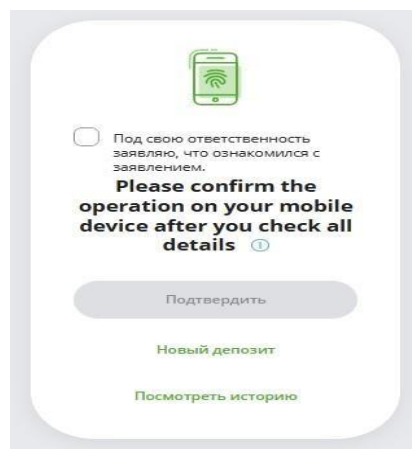 Под свою ответственность
заявляю, что ознакомился с
заявлением.
Please confirm the
operation on your mobile
device after you check all
details
Подтвердить
Новый депозит
Посмотреть историю